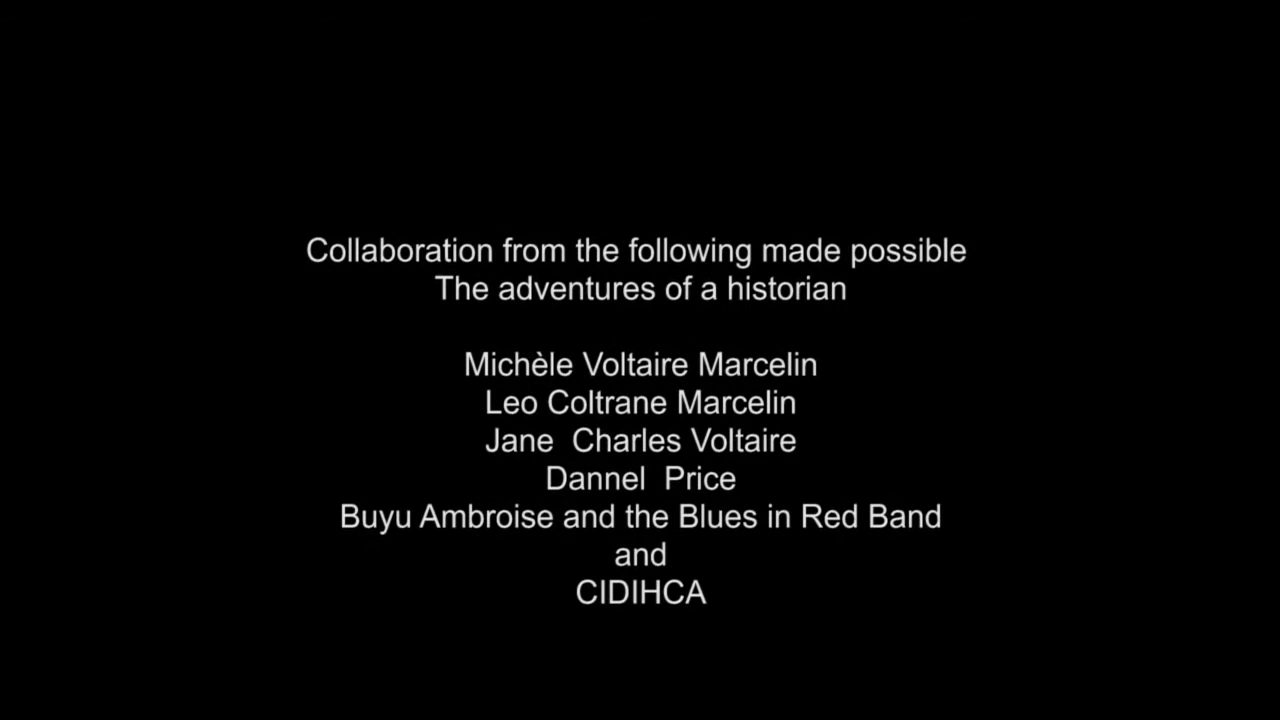 Collaboration from the following made possible
The adventures of a historian
Michèle Voltaire Marcelin
Leo Coltrane Marcelin
Jane  Charles Voltaire
Dannel  Price
Buyu Ambroise and the Blues in Red Band
and
CIDIHCA